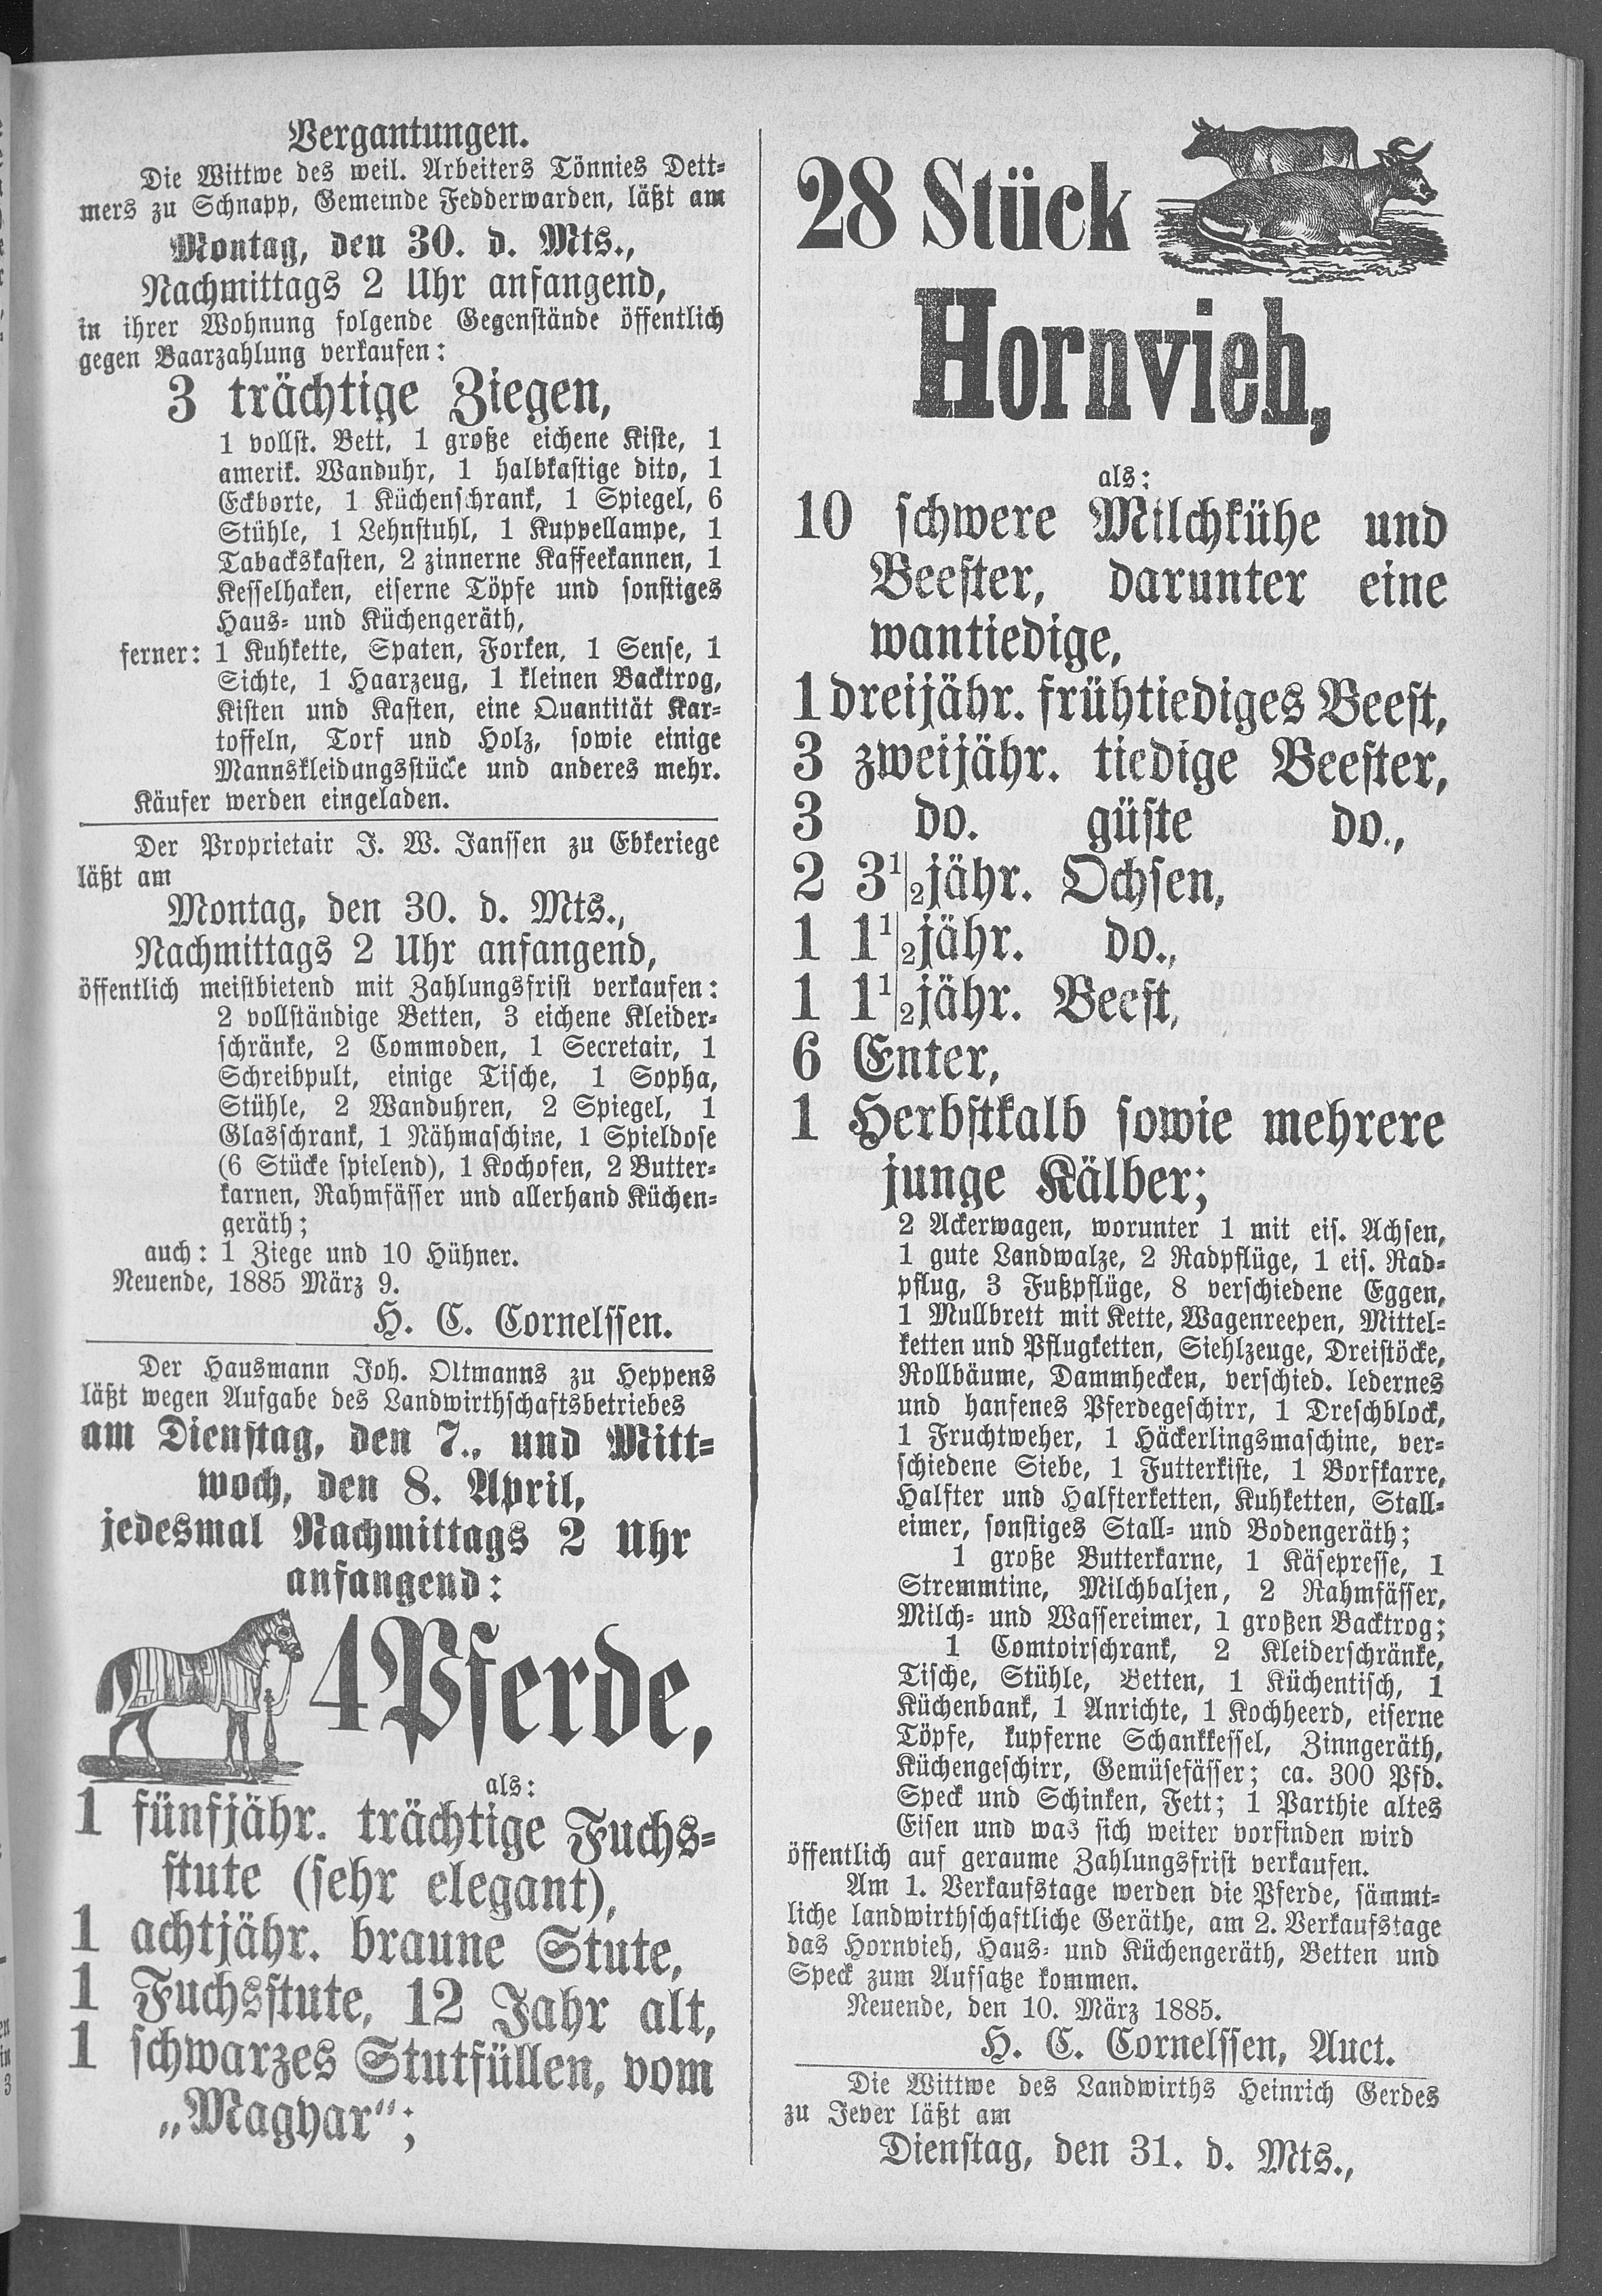 Vergantungen.
Die Wittwe des weil. Arbeiters Tönnies Dett-
mers zu Schnapp, Gemeinde Fedderwarden, läßt am
Montag, den 30. d. Mts.,
Nachmittags 2 Uhr anfangend,
in ihrer Wohnung folgende Gegenstände öffentlich
gegen Baarzahlung verkaufen:
3 trächtige Ziegen,
1 vollst. Bett, 1 große eichene Kiste, 1
amerik. Wanduhr, 1 halbkastige dito, 1
Eckborte, 1 Küchenschrank, 1 Spiegel, 6
Stühle, 1 Lehnstuhl, 1 Kuppellampe, 1
Tabackskasten, 2 zinnerne Kaffeekannen, 1
Kesselhaken, eiserne Töpfe und sonstiges
Haus- und Küchengeräth,
ferner: 1 Kuhkette, Spaten, Forken, 1 Sense, 1
Sichte, 1 Haarzeug, 1 kleinen Backtrog,
Kisten und Kasten, eine Quantität Kar-
toffeln, Torf und Holz, sowie einige
Mannskleidungsstücke und anderes mehr.
Käufer werden eingeladen.
Der Proprietair J. W. Janssen zu Ebkeriege
läßt am
Montag, den 30. d. Mts.,
Nachmittags 2 Uhr anfangend,
öffentlich meistbietend mit Zahlungsfrist verkaufen:
2 vollständige Betten, 3 eichene Kleider-
schränke, 2 Commoden, 1 Secretair, 1
Schreibpult, einige Tische, 1 Sopha,
Stühle, 2 Wanduhren, 2 Spiegel, 1
Glasschrank, 1 Nähmaschine, 1 Spieldose
(6 Stücke spielend), 1 Kochofen, 2 Butter-
karnen, Rahmfässer und allerhand Küchen-
geräth;
auch: 1 Ziege und 10 Hühner.
Neuende, 1885 März 9.
H. C. Cornelssen.
Der Hausmann Joh. Oltmanns zu Heppens
läßt wegen Aufgabe des Landwirthschaftsbetriebes
am Dienstag, den 7., und Mitt-
woch, den 8. April,
jedesmal Nachmittags 2 Uhr
anfangend:
4 Pferde,
als:
1 fünfjähr. trächtige Fuchs-
stute (sehr elegant),
1 achtjähr. braune Stute,
1 Fuchsstute, 12 Jahr alt,
1 schwarzes Stutfüllen, vom
„Magyar“;
28 Stück
Hornvieh,
als:
10 schwere Milchkühe und
Beester, darunter eine
wantiedige,
1 dreijähr. frühtiediges Beest,
3 zweijähr. tiedige Beester,
3 do. güste do.,
2 3 1/2jähr. Ochsen,
1 1 1/2jähr. do.,
1 1 1/2jähr. Beest,
6 Enter,
1 Herbstkalb sowie mehrere
junge Kälber;
2 Ackerwagen, worunter 1 mit eis. Achsen,
1 gute Landwalze, 2 Radpflüge, 1 eis. Rad-
pflug, 3 Fußpflüge, 8 verschiedene Eggen,
1 Mullbrett mit Kette, Wagenreepen, Mittel-
ketten und Pflugketten, Siehlzeuge, Dreistöcke,
Rollbäume, Dammhecken, verschied. ledernes
und hanfenes Pferdegeschirr, 1 Dreschblock,
1 Fruchtweher, 1 Häckerlingsmaschine, ver-
schiedene Siebe, 1 Futterkiste, 1 Borfkarre,
Halfter und Halfterketten, Kuhketten, Stall-
eimer, sonstiges Stall- und Bodengeräth;
1 große Butterkarne, 1 Käsepresse, 1
Stremmtine, Milchbaljen, 2 Rahmfässer,
Milch- und Wassereimer, 1 großen Backtrog;
1 Comtoirschrank, 2 Kleiderschränke,
Tische, Stühle, Betten, 1 Küchentisch, 1
Küchenbank, 1 Anrichte, 1 Kochheerd, eiserne
Töpfe, kupferne Schankkessel, Zinngeräth,
Küchengeschirr, Gemüsefässer; ca. 300 Pfd.
Speck und Schinken, Fett; 1 Parthie altes
Eisen und was sich weiter vorfinden wird
öffentlich auf geraume Zahlungsfrist verkaufen.
Am 1. Verkaufstage werden die Pferde, sämmt-
liche landwirthschaftliche Geräthe, am 2. Verkaufstage
das Hornvieh, Haus- und Küchengeräth, Betten und
Speck zum Aufsatze kommen.
Neuende, den 10. März 1885.
H. C. Cornelssen, Auct.
Die Wittwe des Landwirths Heinrich Gerdes
zu Jever läßt am
Dienstag, den 31. d. Mts.,